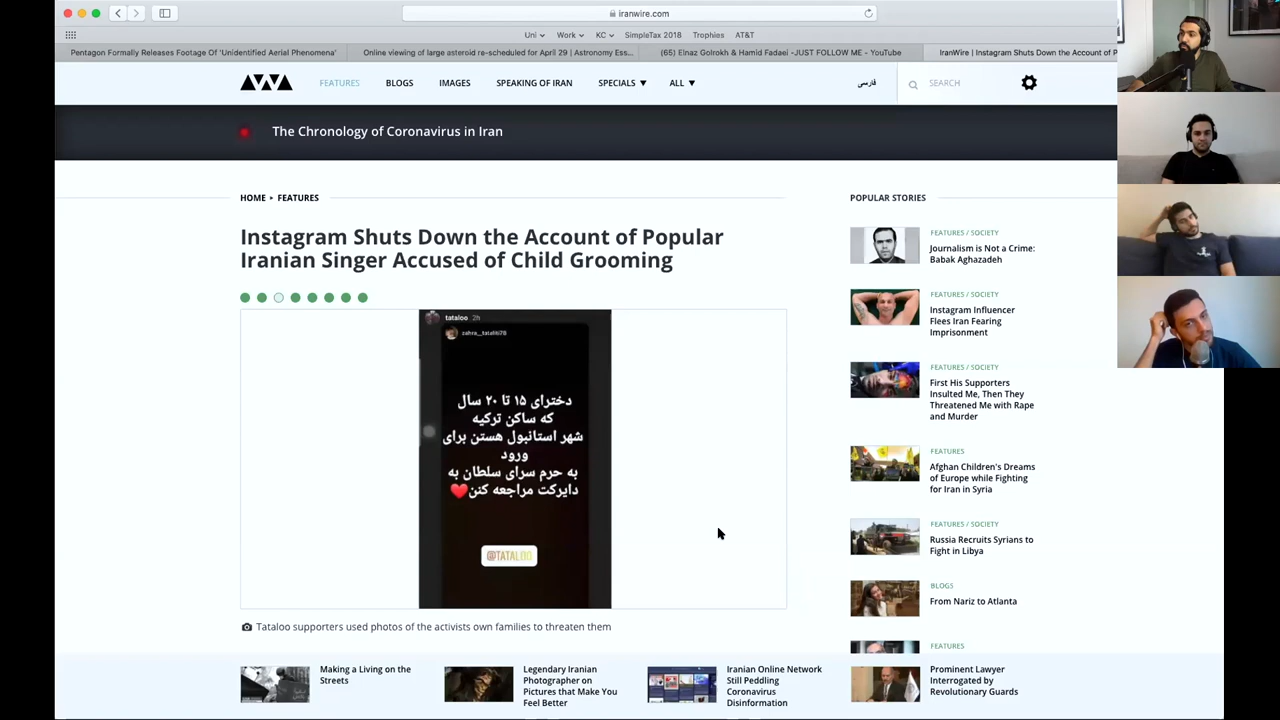 iranwire.com
Uni Work KC SimpleTax 2018 Trophies AT&T
Pentagon Formally Releases Footage Of 'Unidentified Aerial Phenomena'
Online viewing of large asteroid re-scheduled for April 29 | Astronomy Ess...
(65) Elnaz Golrokh & Hamid Fadaei -JUST FOLLOW ME - YouTube
IranWire | Instagram Shuts Down the Account of P
FEATURES BLOGS IMAGES SPEAKING OF IRAN SPECIALS ALL فارسی SEARCH
The Chronology of Coronavirus in Iran
HOME FEATURES
Instagram Shuts Down the Account of Popular
Iranian Singer Accused of Child Grooming
tataloo 2h
zahra__tataliti78
دخترای ۱۵ تا ۲۰ سال
که ساکن ترکیه
شهر استانبول هستن برای
ورود
به حرم سرای سلطان به
دایرکت مراجعه کنن
@TATALOO
Tataloo supporters used photos of the activists own families to threaten them
POPULAR STORIES
FEATURES / SOCIETY
Journalism is Not a Crime:
Babak Aghazadeh
FEATURES / SOCIETY
Instagram Influencer
Flees Iran Fearing
Imprisonment
FEATURES / SOCIETY
First His Supporters
Insulted Me, Then They
Threatened Me with Rape
and Murder
FEATURES
Afghan Children's Dreams
of Europe while Fighting
for Iran in Syria
FEATURES / SOCIETY
Russia Recruits Syrians to
Fight in Libya
BLOGS
From Nariz to Atlanta
FEATURES
Making a Living on the
Streets
Legendary Iranian
Photographer on
Pictures that Make You
Feel Better
Iranian Online Network
Still Peddling
Coronavirus
Disinformation
Prominent Lawyer
Interrogated by
Revolutionary Guards